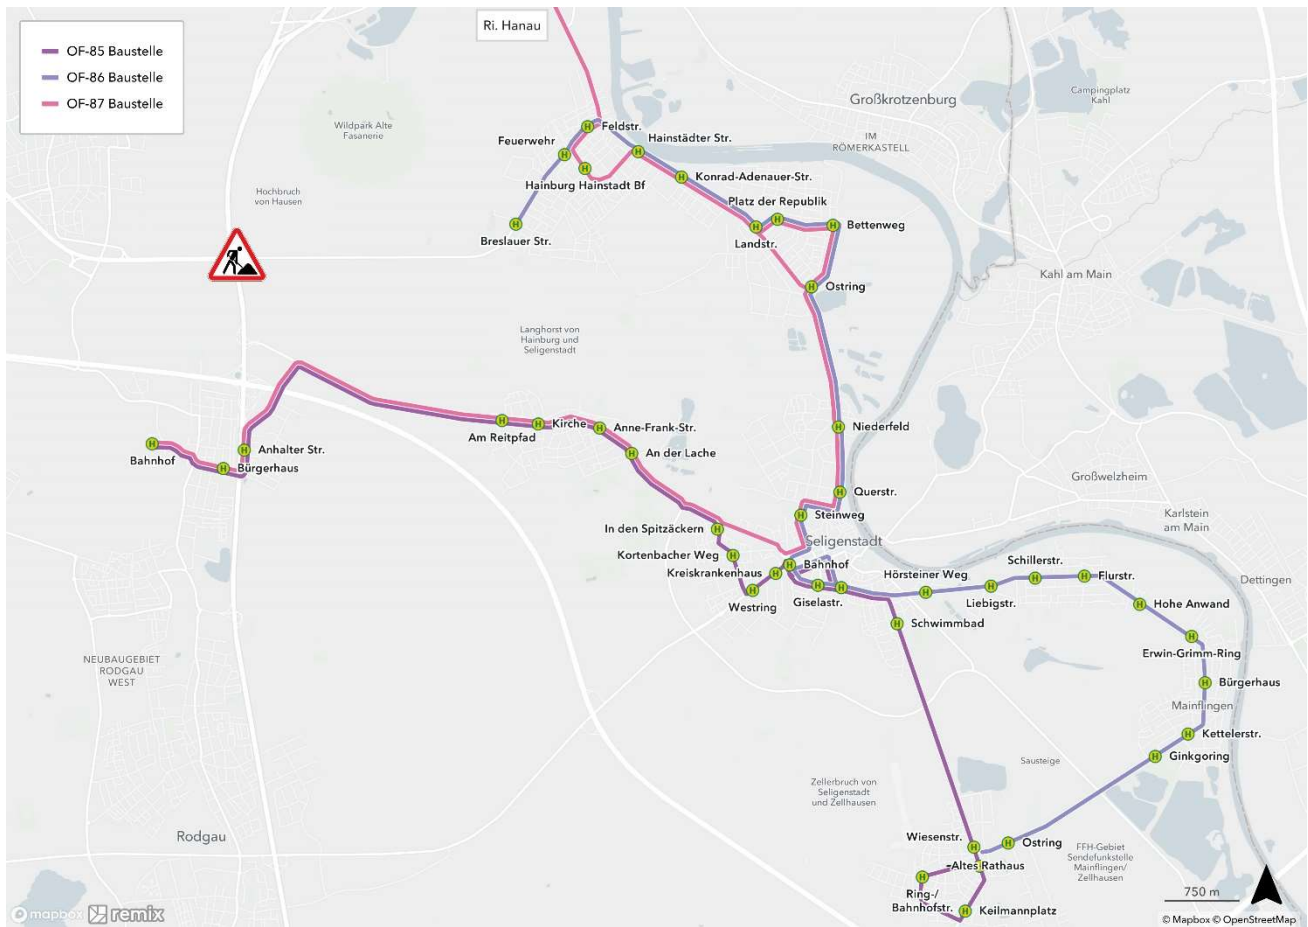 Ri. Hanau
OF-85 Baustelle
OF-86 Baustelle
OF-87 Baustelle
Großkrotzenburg
Campingplatz
Kahl
Wildpark Alte
Fasanerie
Feldstr.
Feuerwehr
Hainstädter Str.
IM
RÖMERKASTELL
Hainburg Hainstadt Bf
Konrad-Adenauer-Str.
Hochbruch
von Hausen
Platz der Republik
Breslauer Str.
Landstr.
Bettenweg
Kahl am Main
Ostring
Langhorst von
Hainburg und
Seligenstadt
Am Reitpfad
Kirche
Anne-Frank-Str.
Niederfeld
Bahnhof
Bürgerhaus
Anhalter Str.
An der Lache
Großwelzheim
Querstr.
Karlstein
am Main
In den Spitzäckern
Steinweg
Seligenstadt
Kortenbacher Weg
Kreiskrankenhaus
Bahnhof
Hörsteiner Weg
Schillerstr.
Flurstr.
Dettingen
Westring
Giselastr.
Liebigstr.
Hohe Anwand
Schwimmbad
Erwin-Grimm-Ring
NEUBAUGEBIET
RODGAU
WEST
Bürgerhaus
Mainflingen
Kettelerstr.
Ginkgoring
Sausteige
Zellerbruch von
Seligenstadt
und Zellhausen
Rodgau
Wiesenstr.
Ostring
FFH-Gebiet
Sendefunkstelle
Mainflingen/
Zellhausen
Altes Rathaus
Ring-/
Bahnhofstr.
Keilmannplatz
750 m
mapbox remix
© Mapbox © OpenStreetMap